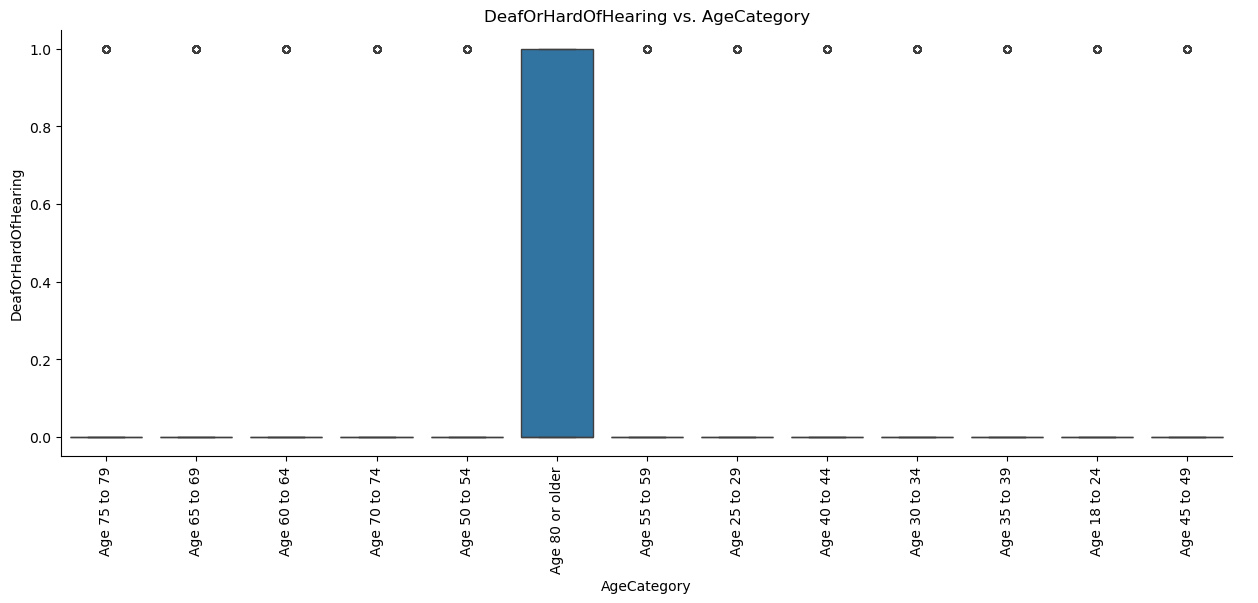 DeafOrHardOfHearing vs. AgeCategory
DeafOrHardOfHearing
1.0
0.8
0.6
0.4
0.2
0.0
Age 75 to 79
Age 65 to 69
Age 60 to 64
Age 70 to 74
Age 50 to 54
Age 80 or older
Age 55 to 59
Age 25 to 29
Age 40 to 44
Age 30 to 34
Age 35 to 39
Age 18 to 24
Age 45 to 49
AgeCategory